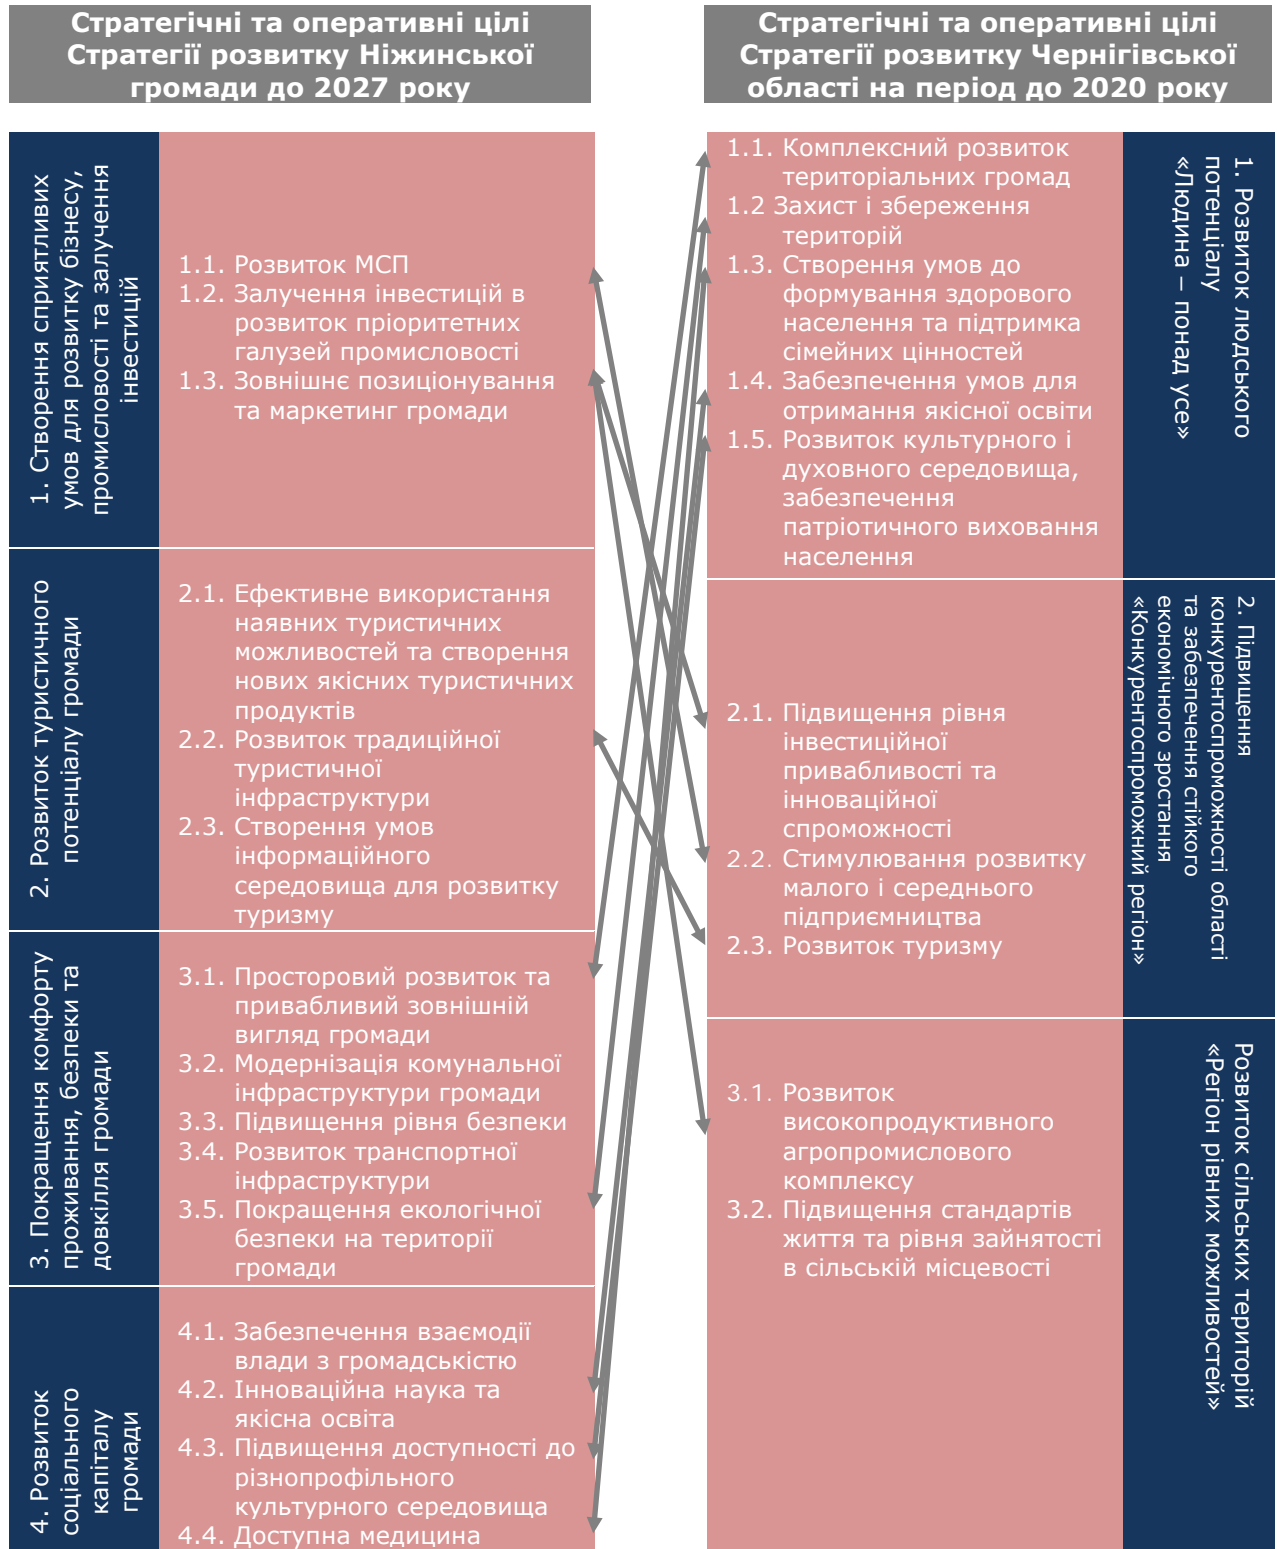 Стратегічні та оперативні цілі
Стратегії розвитку Ніжинської
громади до 2027 року
1. Створення сприятливих
умов для розвитку бізнесу,
промисловості та залучення
інвестицій
1.1. Розвиток МСП
1.2. Залучення інвестицій в
розвиток пріоритетних
галузей промисловості
1.3. Зовнішнє позиціонування
та маркетинг громади
2. Розвиток туристичного
потенціалу громади
2.1. Ефективне використання
наявних туристичних
можливостей та створення
нових якісних туристичних
продуктів
2.2. Розвиток традиційної
туристичної
інфраструктури
2.3. Створення умов
інформаційного
середовища для розвитку
туризму
3. Покращення комфорту
проживання, безпеки та
довкілля громади
3.1. Просторовий розвиток та
привабливий зовнішній
вигляд громади
3.2. Модернізація комунальної
інфраструктури громади
3.3. Підвищення рівня безпеки
3.4. Розвиток транспортної
інфраструктури
3.5. Покращення екологічної
безпеки на території
громади
4. Розвиток
соціального
капіталу
громади
4.1. Забезпечення взаємодії
влади з громадськістю
4.2. Інноваційна наука та
якісна освіта
4.3. Підвищення доступності до
різнопрофільного
культурного середовища
4.4. Доступна медицина
Стратегічні та оперативні цілі
Стратегії розвитку Чернігівської
області на період до 2020 року
1.1. Комплексний розвиток
територіальних громад
1.2 Захист і збереження
територій
1.3. Створення умов до
формування здорового
населення та підтримка
сімейних цінностей
1.4. Забезпечення умов для
отримання якісної освіти
1.5. Розвиток культурного і
духовного середовища,
забезпечення
патріотичного виховання
населення
1. Розвиток людського
потенціалу
«Людина – понад усе»
2.1. Підвищення рівня
інвестиційної
привабливості та
інноваційної
спроможності
2.2. Стимулювання розвитку
малого і середнього
підприємництва
2.3. Розвиток туризму
2. Підвищення
конкурентоспроможності області
та забезпечення стійкого
економічного зростання
«Конкурентоспроможний регіон»
3.1. Розвиток
високопродуктивного
агропромислового
комплексу
3.2. Підвищення стандартів
життя та рівня зайнятості
в сільській місцевості
Розвиток сільських територій
«Регіон рівних можливостей»